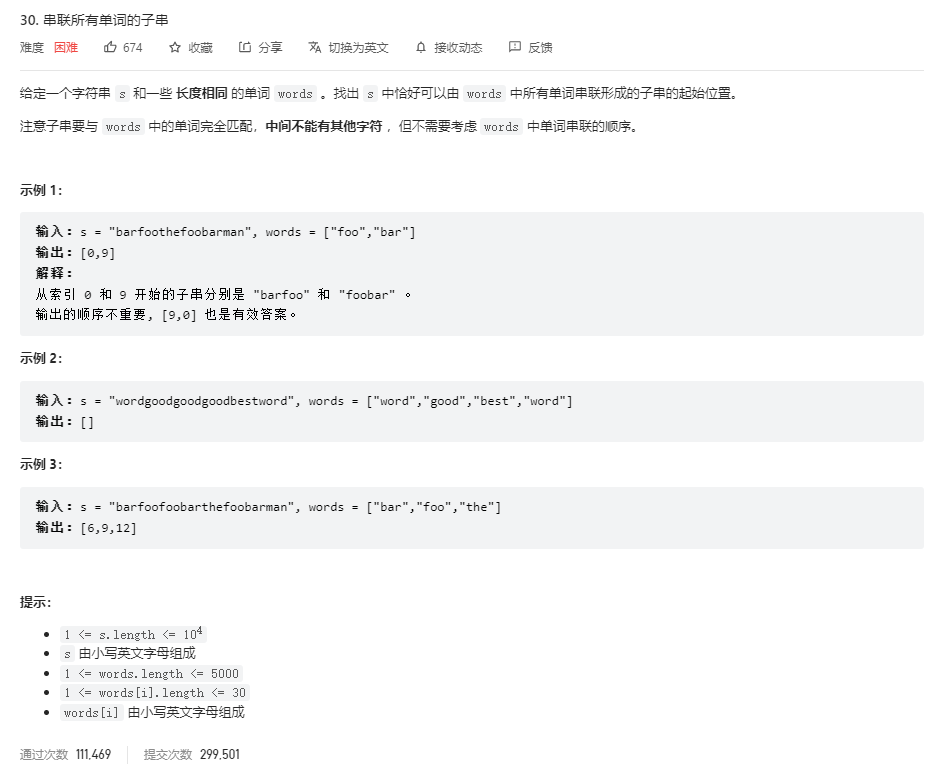 30. 串联所有单词的子串
难度 困难 674 收藏 分享 切换为英文 接收动态 反馈
给定一个字符串 s 和一些 长度相同 的单词 words 。找出 s 中恰好可以由 words 中所有单词串联形成的子串的起始位置。
注意子串要与 words 中的单词完全匹配，中间不能有其他字符 ，但不需要考虑 words 中单词串联的顺序。
示例 1：
输入：s = "barfoothefoobarman", words = ["foo","bar"]
输出：[0,9]
解释：
从索引 0 和 9 开始的子串分别是 "barfoo" 和 "foobar" 。
输出的顺序不重要, [9,0] 也是有效答案。
示例 2：
输入：s = "wordgoodgoodgoodbestword", words = ["word","good","best","word"]
输出：[]
示例 3：
输入：s = "barfoofoobarthefoobarman", words = ["bar","foo","the"]
输出：[6,9,12]
提示：
• 1 <= s.length <= 10⁴
• s 由小写英文字母组成
• 1 <= words.length <= 5000
• 1 <= words[i].length <= 30
• words[i] 由小写英文字母组成
通过次数 111,469 提交次数 299,501